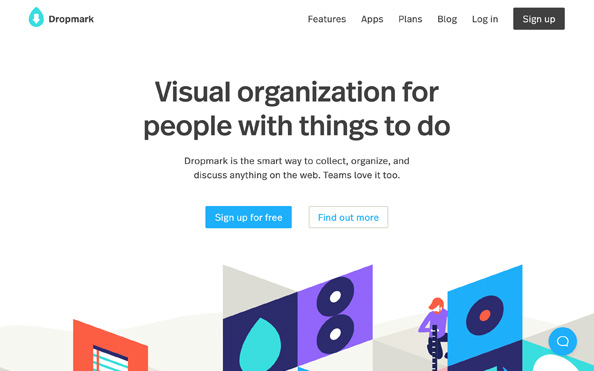 Dropmark
Features Apps Plans Blog Log in Sign up
Visual organization for
people with things to do
Dropmark is the smart way to collect, organize, and
discuss anything on the web. Teams love it too.
Sign up for free Find out more